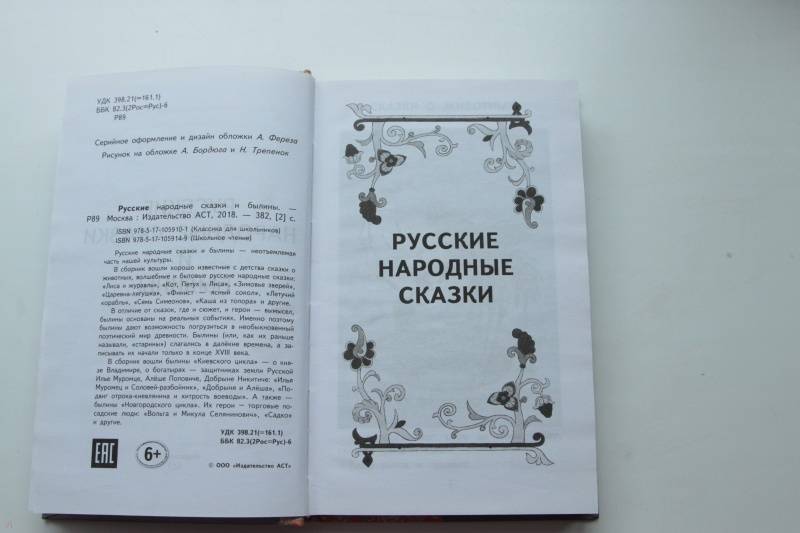 УДК 398.21(=161.1)
ББК 82.3(2Рос=Рус)-6
Р89
Серийное оформление и дизайн обложки А. Фереза
Рисунок на обложке А. Бордюга и Н. Трепенок
Русские народные сказки и былины. —
Р89 Москва : Издательство АСТ, 2018. — 382, [2] с.
ISBN 978-5-17-105910-1 (Классика для школьников)
ISBN 978-5-17-105914-9 (Школьное чтение)
Русские народные сказки и былины — неотъемлемая
часть нашей культуры.
В сборник вошли хорошо известные с детства сказки о
животных, волшебные и бытовые русские народные сказки:
«Лиса и журавль», «Кот, Петух и Лиса», «Зимовье зверей»,
«Царевна-лягушка», «Финист — ясный сокол», «Летучий
корабль», «Семь Симеонов», «Каша из топора» и другие.
В отличие от сказок, где и сюжет, и герои — вымысел,
былины основаны на реальных событиях. Именно поэтому
былины дают возможность погрузиться в необыкновенный
поэтический мир древности. Былины (или, как их раньше
называли, «старины») слагались в далёкие времена, а за-
писывать их начали только в конце XVIII века.
В сборник вошли былины «Киевского цикла» — о кня-
зе Владимире, о богатырях — защитниках земли Русской
Илье Муромце, Алёше Поповиче, Добрыне Никитиче: «Илья
Муромец и Соловей-разбойник», «Добрыня и Алёша», «По-
двиг отрока-киевлянина и хитрость воеводы». А также —
былины «Новгородского цикла». Их герои — торговые по-
садские люди: «Вольга и Микула Селянинович», «Садко»
и другие.
УДК 398.21(=161.1)
ББК 82.3(2Рос=Рус)-6
ЕАС
6+
© ООО «Издательство АСТ»
РУССКИЕ
НАРОДНЫЕ
СКАЗКИ